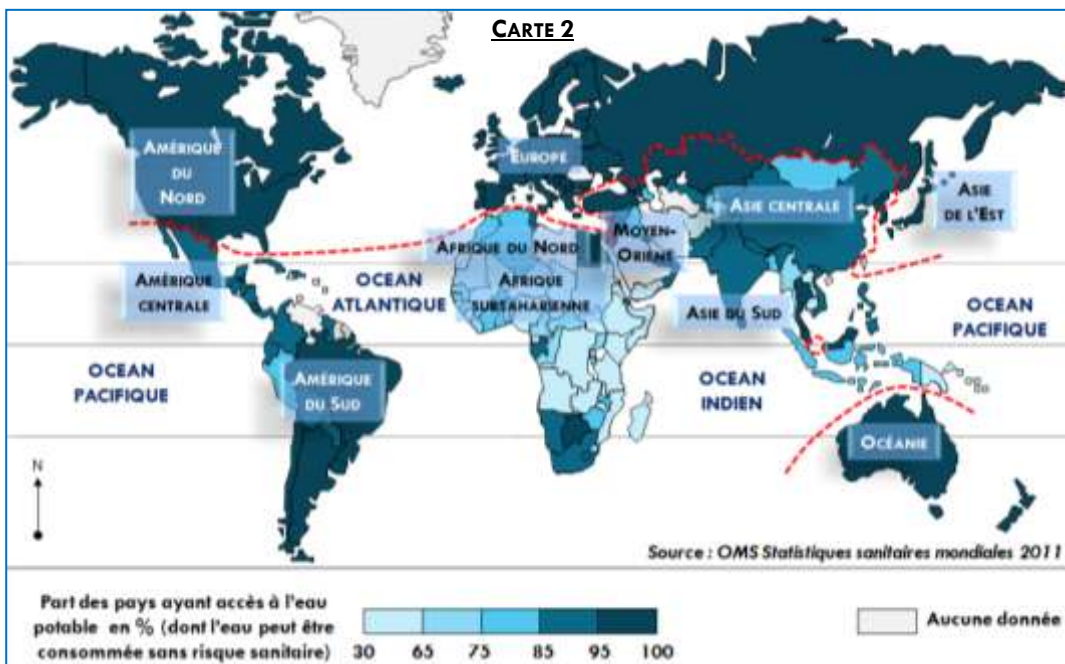 CARTE 2
AMÉRIQUE
DU
NORD
EUROPE
ASIE CENTRALE
ASIE
DE L'EST
AFRIQUE DU NORD
MOYEN-
ORIENT
AMÉRIQUE
CENTRALE
OCEAN
ATLANTIQUE
AFRIQUE
SUBSAHARIENNE
ASIE DU SUD
OCEAN
PACIFIQUE
OCEAN
PACIFIQUE
AMÉRIQUE
DU SUD
OCEAN
INDIEN
OCÉANIE
N
Source : OMS Statistiques sanitaires mondiales 2011
Part des pays ayant accès à l'eau
potable en % (dont l'eau peut être
consommée sans risque sanitaire)
30 65 75 85 95 100
Aucune donnée